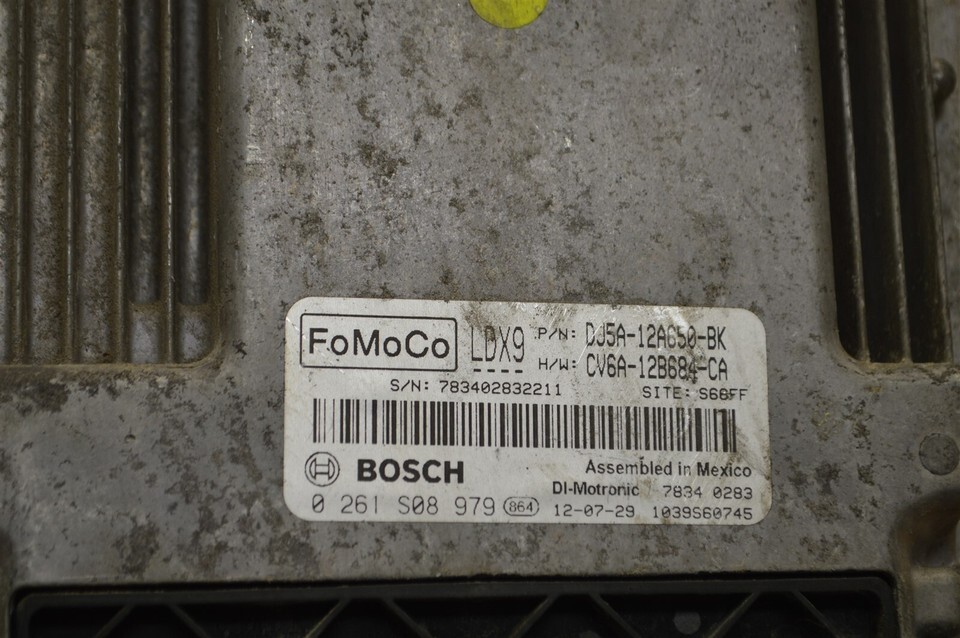 FoMoCo LDX9 P/N: DJ5A-12A650-BK
H/W: CV6A-12B684-CA
S/N: 783402832211 SITE: S66FF
BOSCH Assembled in Mexico
DI-Motronic 7834 0283
0 261 S08 979 864 12-07-29 1039S60745